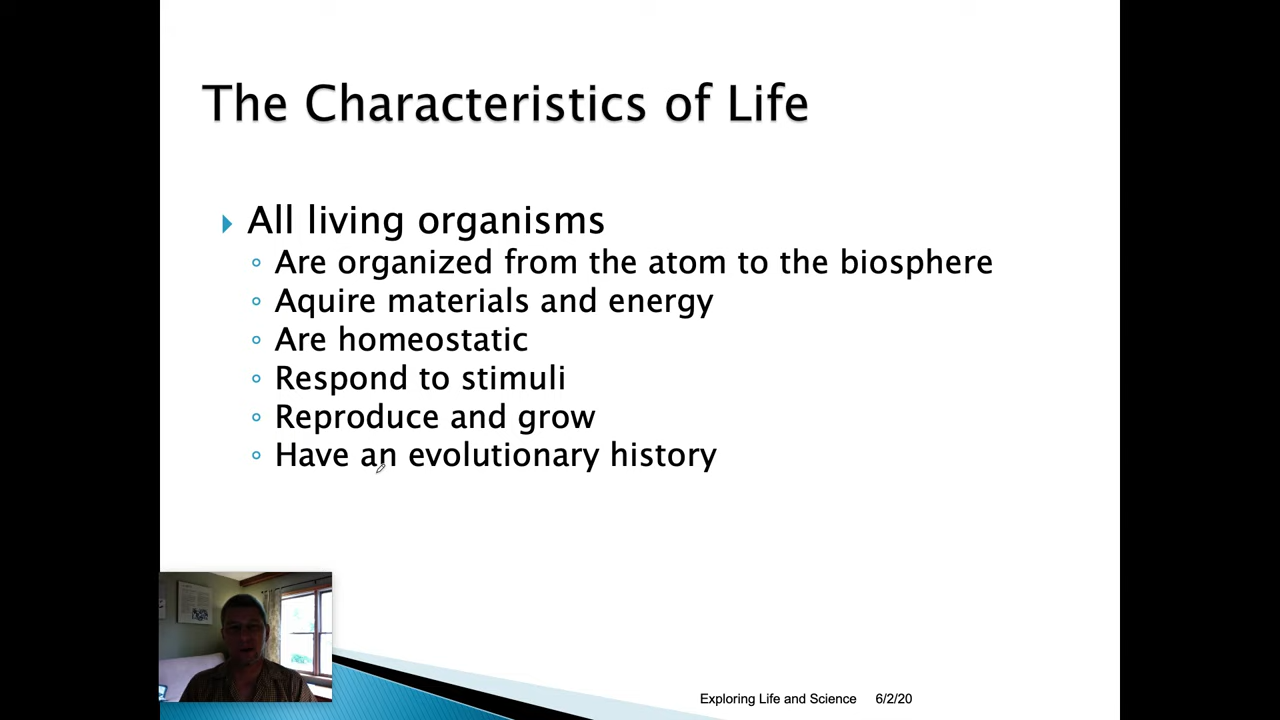 The Characteristics of Life
All living organisms
Are organized from the atom to the biosphere
Aquire materials and energy
Are homeostatic
Respond to stimuli
Reproduce and grow
Have an evolutionary history
Exploring Life and Science 6/2/20